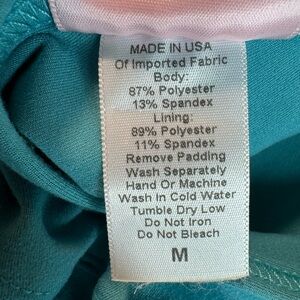 MADE IN USA
Of Imported Fabric
Body:
87% Polyester
13% Spandex
Lining:
89% Polyester
11% Spandex
Remove Padding
Wash Separately
Hand Or Machine
Wash In Cold Water
Tumble Dry Low
Do Not Iron
Do Not Bleach
M